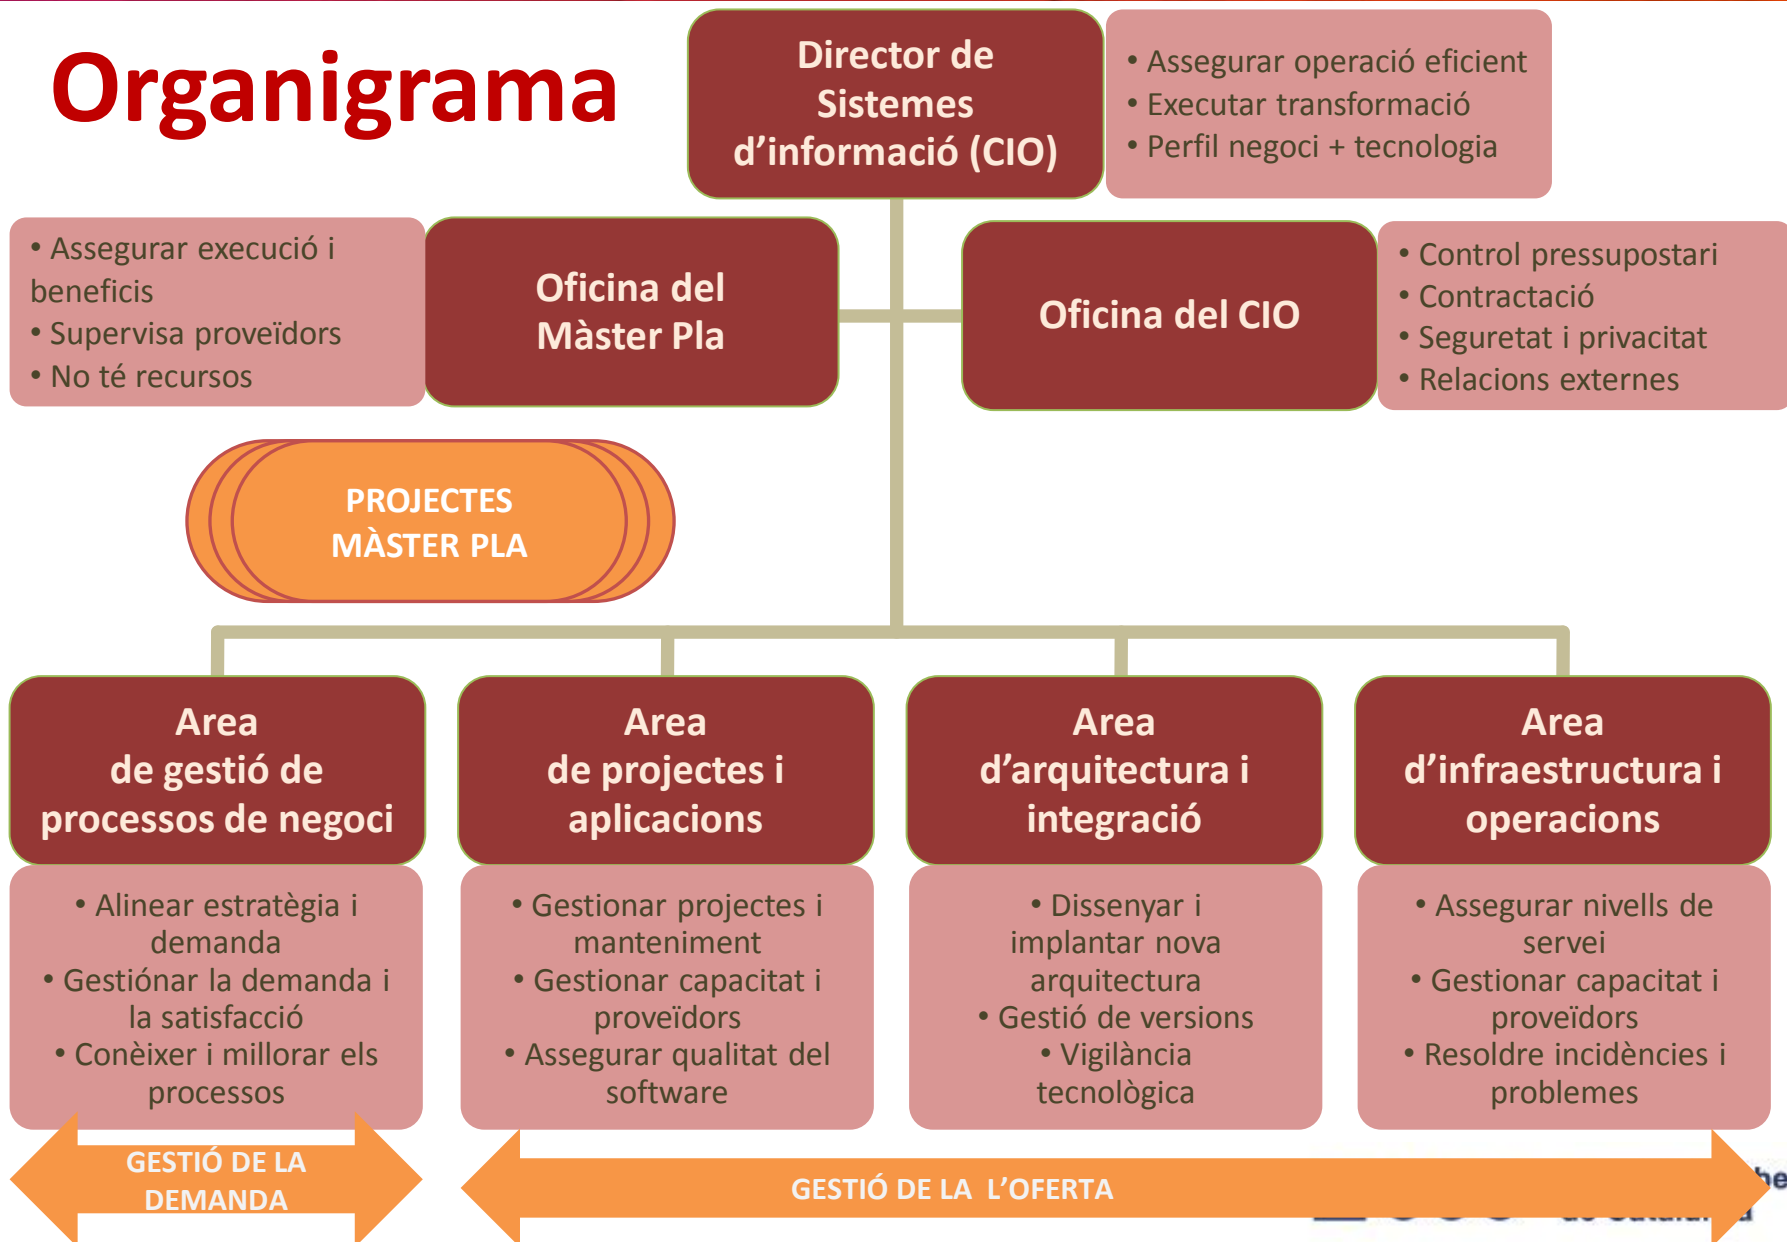 Organigrama
Director de
Sistemes
d'informació (CIO)
• Assegurar operació eficient
• Executar transformació
• Perfil negoci + tecnologia
• Assegurar execució i
beneficis
• Supervisa proveïdors
• No té recursos
Oficina del
Màster Pla
Oficina del CIO
• Control pressupostari
• Contractació
• Seguretat i privacitat
• Relacions externes
PROJECTES
MÀSTER PLA
Area
de gestió de
processos de negoci
• Alinear estratègia i
demanda
• Gestiónar la demanda i
la satisfacció
• Conèixer i millorar els
processos
Area
de projectes i
aplicacions
• Gestionar projectes i
manteniment
• Gestionar capacitat i
proveïdors
• Assegurar qualitat del
software
Area
d'arquitectura i
integració
• Dissenyar i
implantar nova
arquitectura
• Gestió de versions
• Vigilància
tecnològica
Area
d'infraestructura i
operacions
• Assegurar nivells de
servei
• Gestionar capacitat i
proveïdors
• Resoldre incidències i
problemes
GESTIÓ DE LA
DEMANDA
GESTIÓ DE LA  L'OFERTA